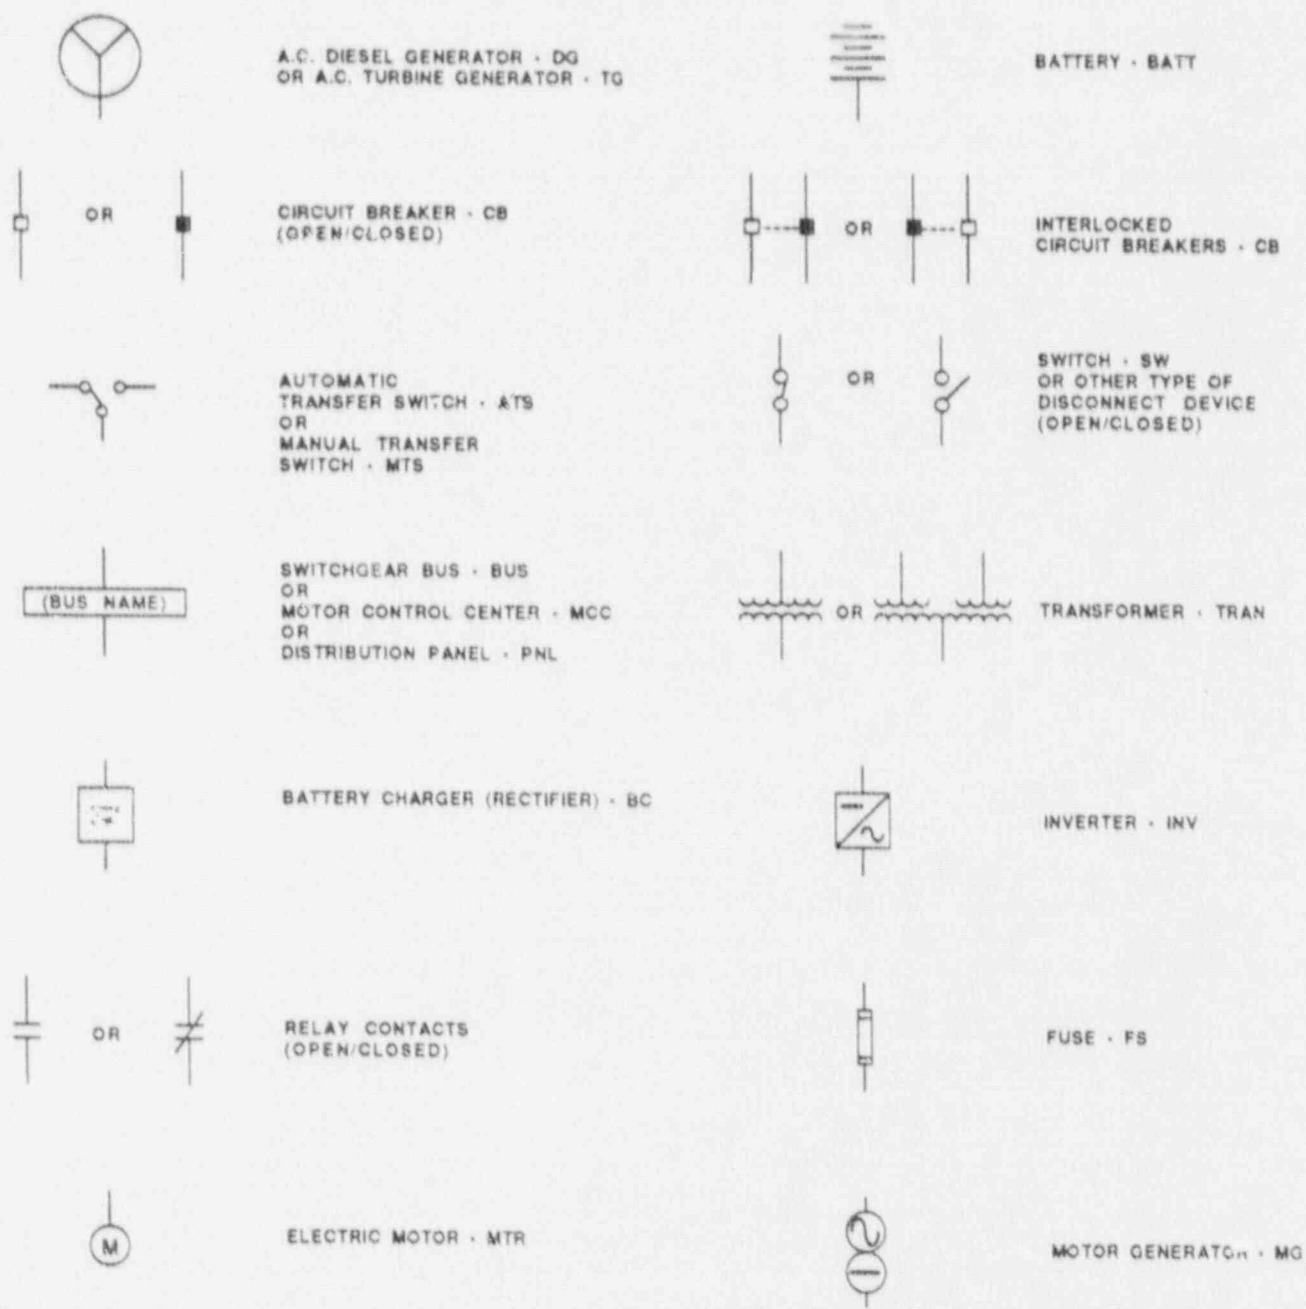 A.C. DIESEL GENERATOR - DG
OR A.C. TURBINE GENERATOR - TG
BATTERY - BATT
OR
CIRCUIT BREAKER - CB
(OPEN/CLOSED)
OR
INTERLOCKED
CIRCUIT BREAKERS - CB
AUTOMATIC
TRANSFER SWITCH - ATS
OR
MANUAL TRANSFER
SWITCH - MTS
OR
SWITCH - SW
OR OTHER TYPE OF
DISCONNECT DEVICE
(OPEN/CLOSED)
(BUS NAME)
SWITCHGEAR BUS - BUS
OR
MOTOR CONTROL CENTER - MCC
OR
DISTRIBUTION PANEL - PNL
OR
TRANSFORMER - TRAN
BATTERY CHARGER (RECTIFIER) - BC
INVERTER - INV
OR
RELAY CONTACTS
(OPEN/CLOSED)
FUSE - FS
M
ELECTRIC MOTOR - MTR
MOTOR GENERATOR - MG